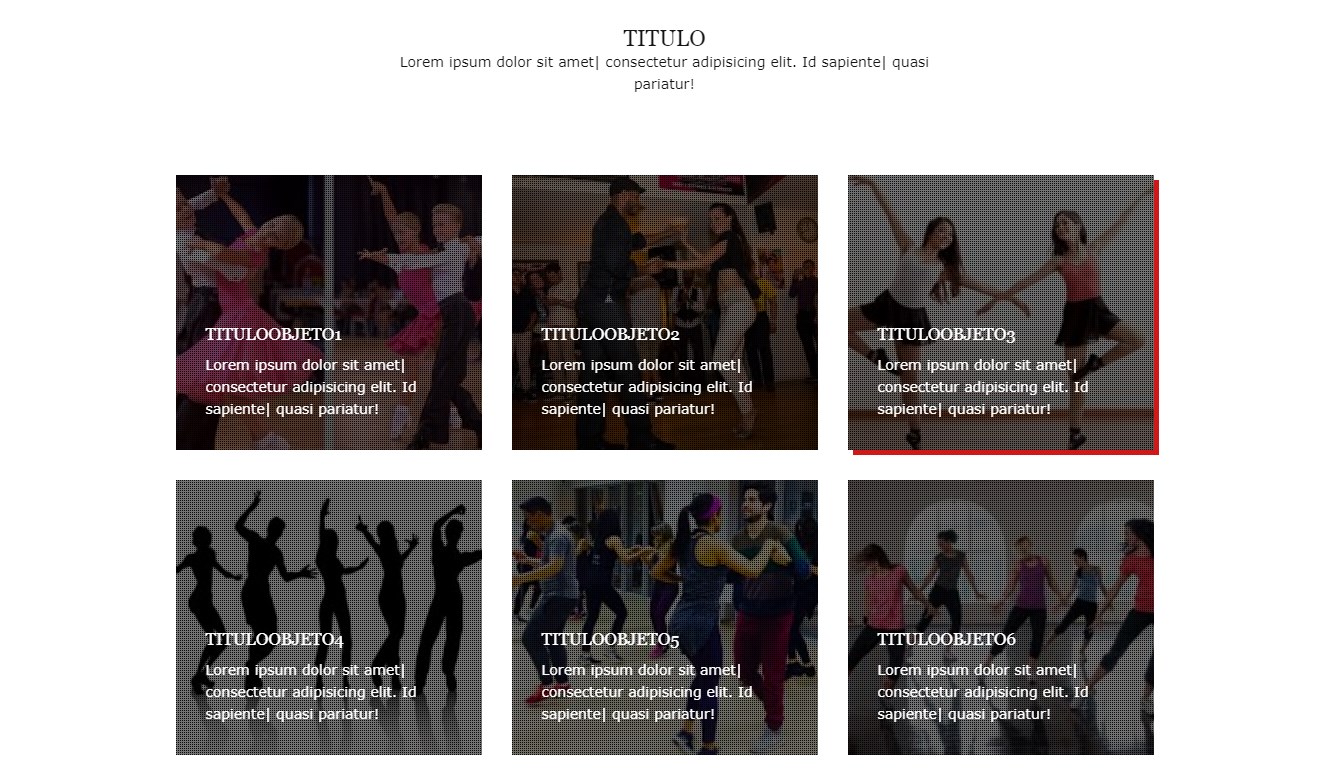 TITULO
Lorem ipsum dolor sit amet| consectetur adipisicing elit. Id sapiente| quasi
pariatur!
TITULOOBJETO1
Lorem ipsum dolor sit amet|
consectetur adipisicing elit. Id
sapiente| quasi pariatur!
TITULOOBJETO2
Lorem ipsum dolor sit amet|
consectetur adipisicing elit. Id
sapiente| quasi pariatur!
TITULOOBJETO3
Lorem ipsum dolor sit amet|
consectetur adipisicing elit. Id
sapiente| quasi pariatur!
TITULOOBJETO4
Lorem ipsum dolor sit amet|
consectetur adipisicing elit. Id
sapiente| quasi pariatur!
TITULOOBJETO5
Lorem ipsum dolor sit amet|
consectetur adipisicing elit. Id
sapiente| quasi pariatur!
TITULOOBJETO6
Lorem ipsum dolor sit amet|
consectetur adipisicing elit. Id
sapiente| quasi pariatur!